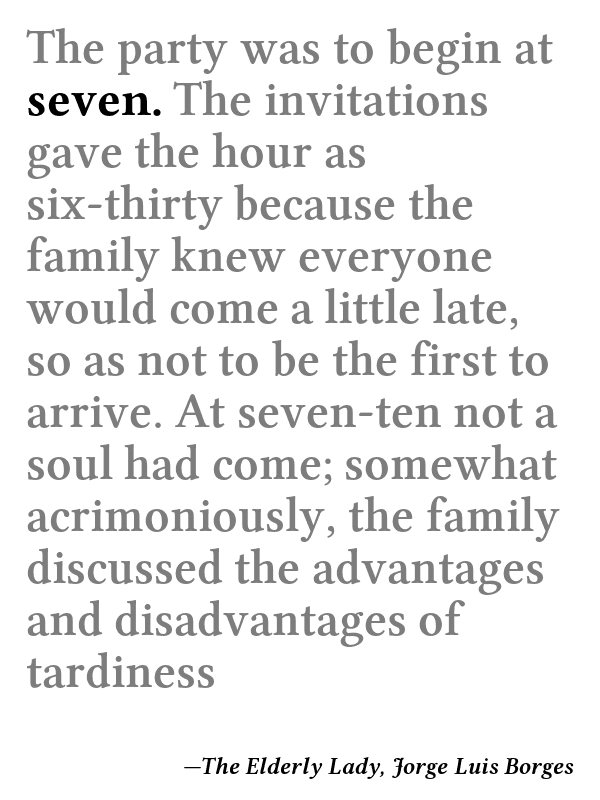 The party was to begin at
seven. The invitations
gave the hour as
six-thirty because the
family knew everyone
would come a little late,
so as not to be the first to
arrive. At seven-ten not a
soul had come; somewhat
acrimoniously, the family
discussed the advantages
and disadvantages of
tardiness
—The Elderly Lady, Jorge Luis Borges